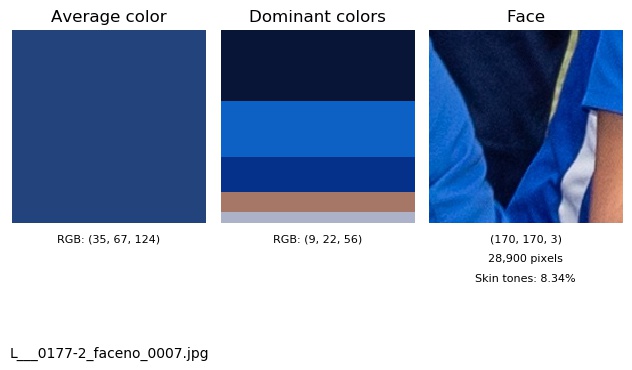 Average color
Dominant colors
Face
RGB: (35, 67, 124)
RGB: (9, 22, 56)
(170, 170, 3)
28,900 pixels
Skin tones: 8.34%
L___0177-2_faceno_0007.jpg